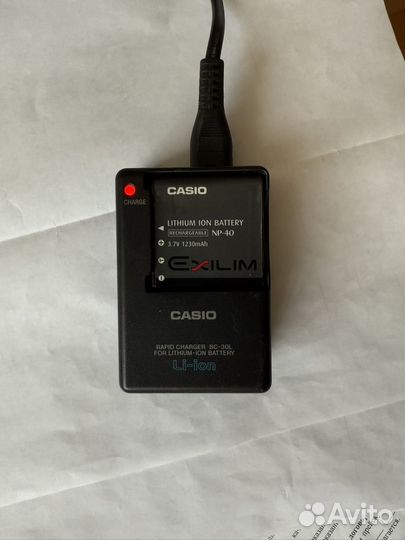 CHARGE
CASIO
LITHIUM ION BATTERY
RECHARGEABLE NP-40
3.7V 1230mAh
EXILIM
CASIO
RAPID CHARGER BC-30L
FOR LITHIUM-ION BATTERY
Li-ion
Avito